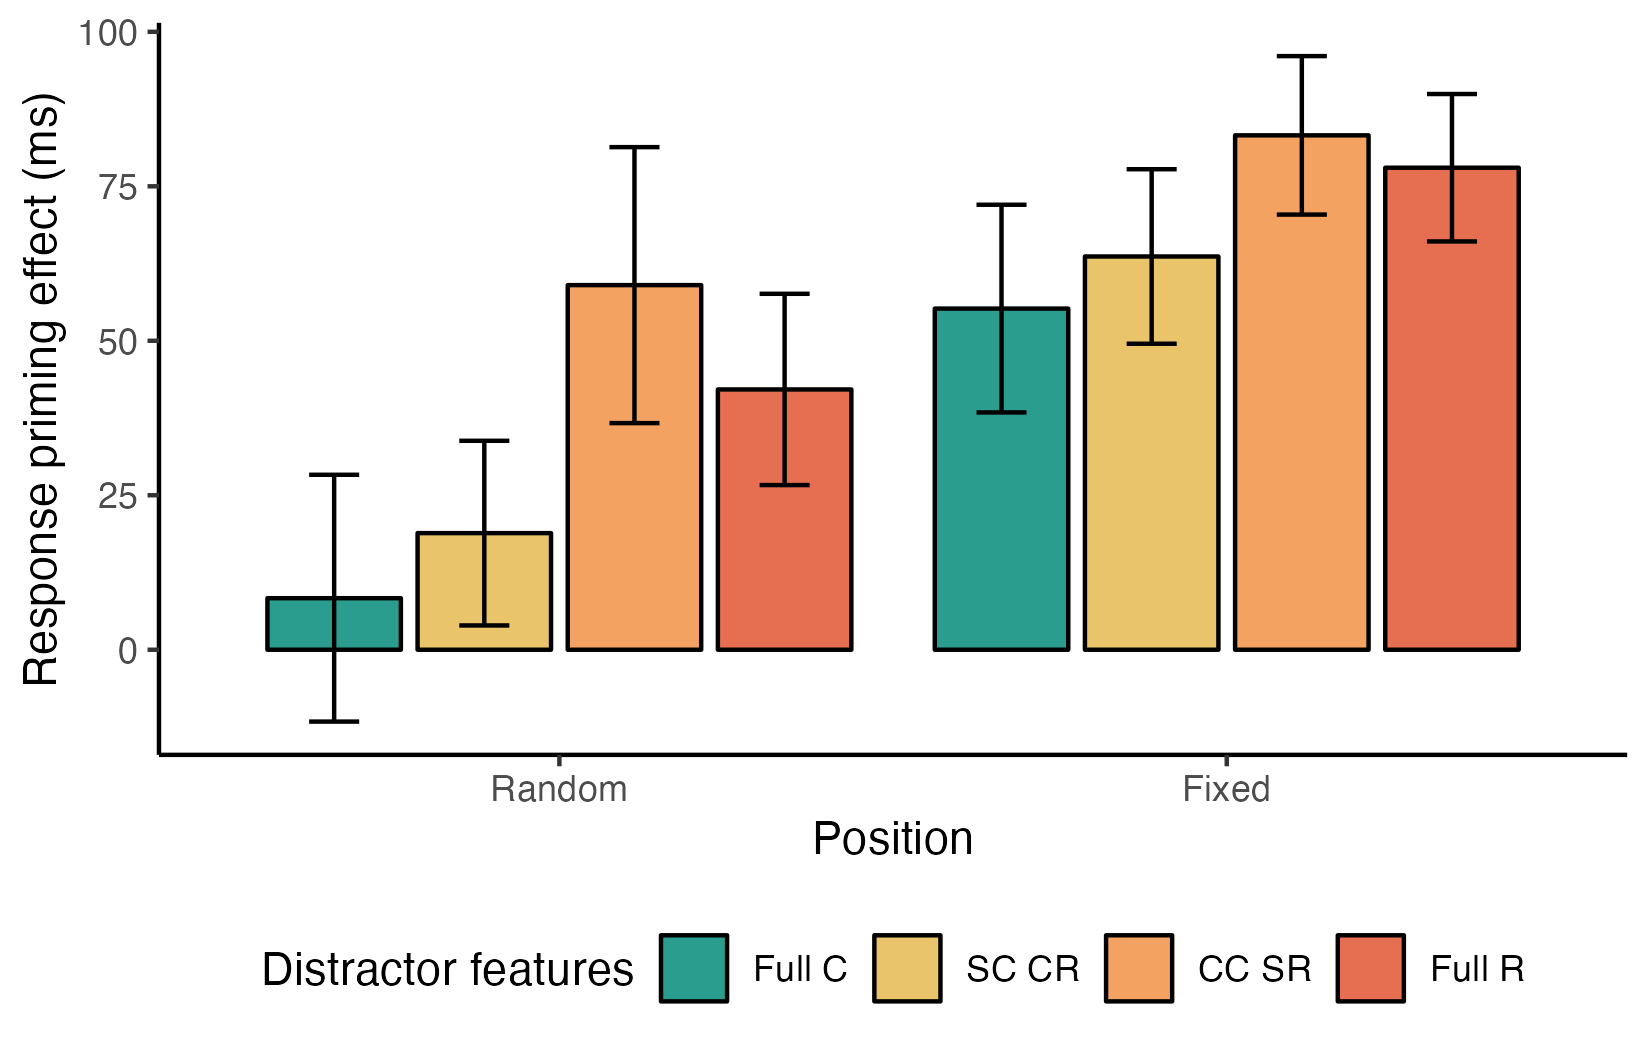 Response priming effect (ms)
100
75
50
25
0
Random Fixed
Position
Distractor features Full C SC CR CC SR Full R